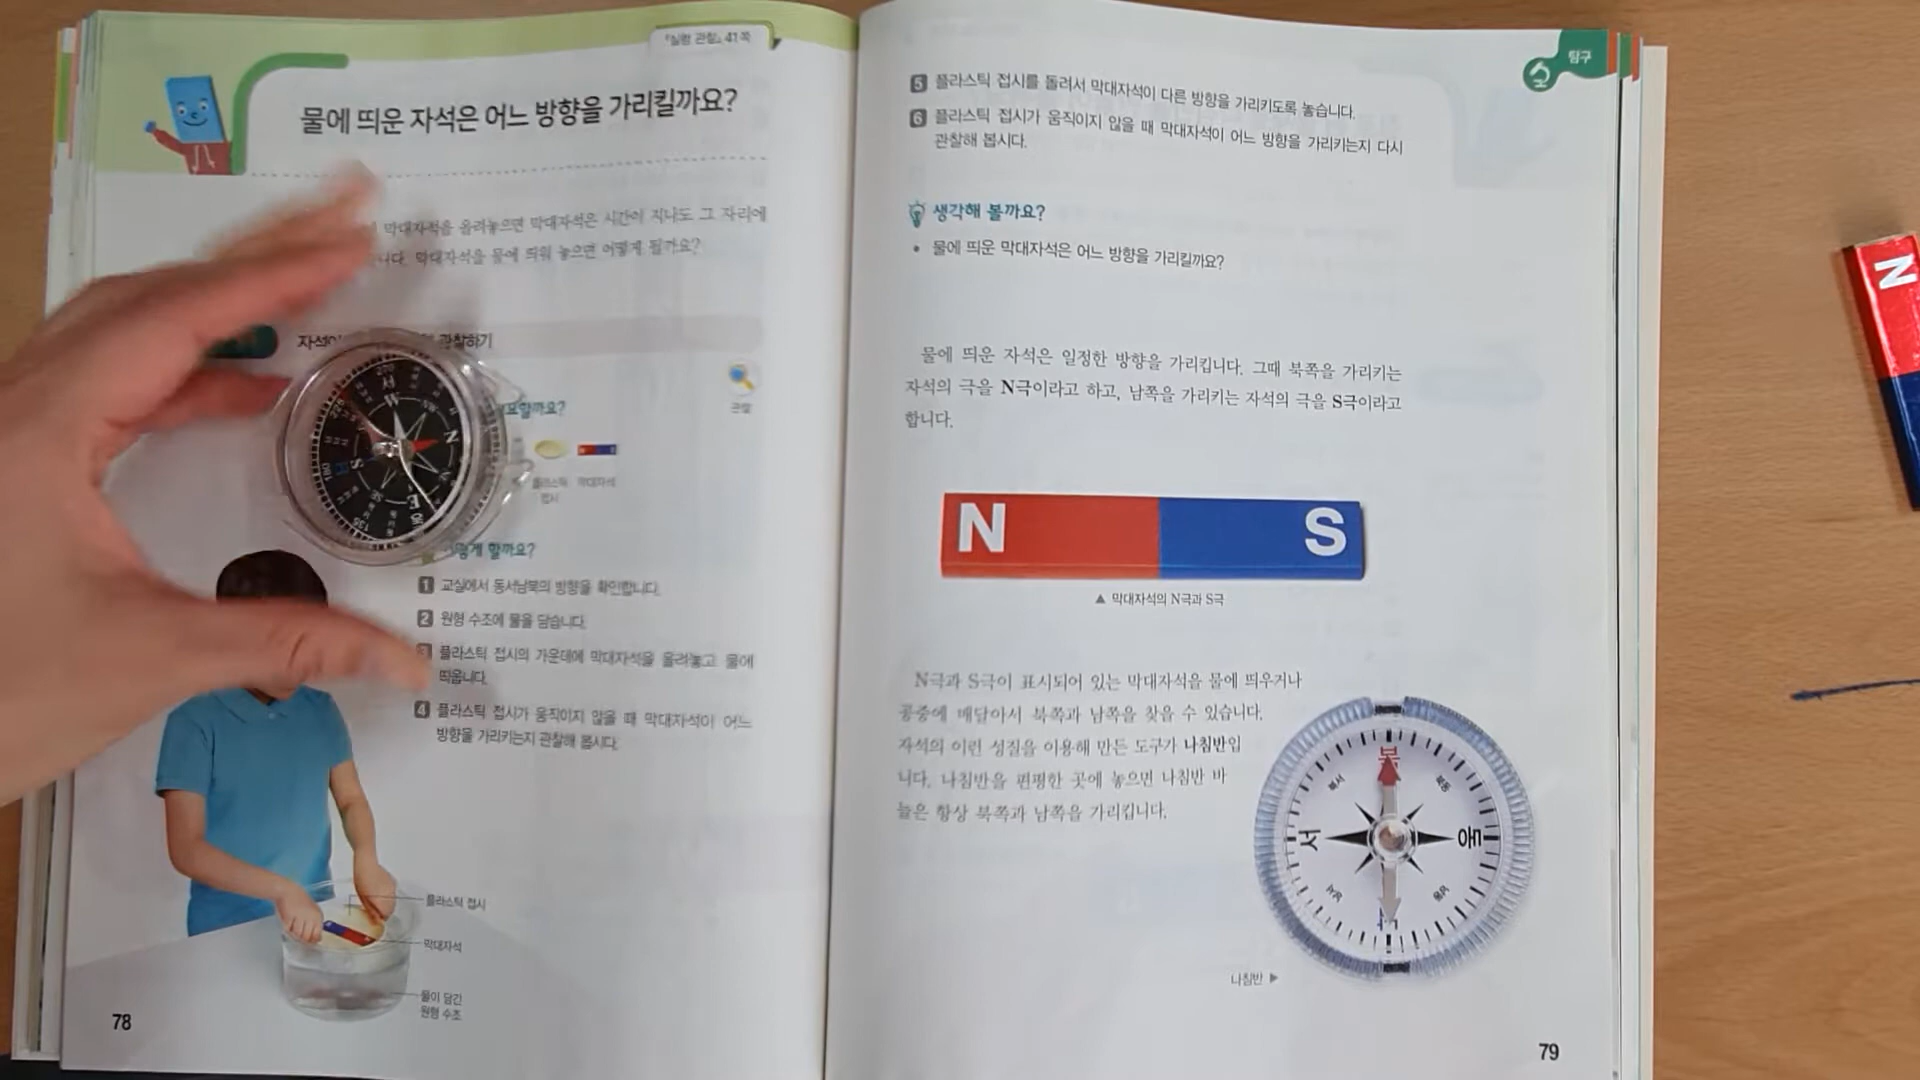 『실험 관찰』 41쪽
물에 띄운 자석은 어느 방향을 가리킬까요?
막대자석을 올려놓으면 막대자석은 시간이 지나도 그 자리에
니다. 막대자석을 물에 띄워 놓으면 어떻게 될까요?
관찰하기
관찰
요할까요?
플라스틱
접시
막대자석
떻게 할까요?
1 교실에서 동서남북의 방향을 확인합니다.
2 원형 수조에 물을 담습니다.
3 플라스틱 접시의 가운데에 막대자석을 올려놓고 물에
띄웁니다.
4 플라스틱 접시가 움직이지 않을 때 막대자석이 어느
방향을 가리키는지 관찰해 봅시다.
플라스틱 접시
막대자석
물이 담긴
원형 수조
78
서
W
N
S
E
SE
180
135
탐구
5 플라스틱 접시를 돌려서 막대자석이 다른 방향을 가리키도록 놓습니다.
6 플라스틱 접시가 움직이지 않을 때 막대자석이 어느 방향을 가리키는지 다시
관찰해 봅시다.
생각해 볼까요?
• 물에 띄운 막대자석은 어느 방향을 가리킬까요?
물에 띄운 자석은 일정한 방향을 가리킵니다. 그때 북쪽을 가리키는
자석의 극을 N극이라고 하고, 남쪽을 가리키는 자석의 극을 S극이라고
합니다.
N S
▲ 막대자석의 N극과 S극
N극과 S극이 표시되어 있는 막대자석을 물에 띄우거나
공중에 매달아서 북쪽과 남쪽을 찾을 수 있습니다.
자석의 이런 성질을 이용해 만든 도구가 나침반입
니다. 나침반을 편평한 곳에 놓으면 나침반 바
늘은 항상 북쪽과 남쪽을 가리킵니다.
북
북서
북동
서
동
나침반 ▶
79
N